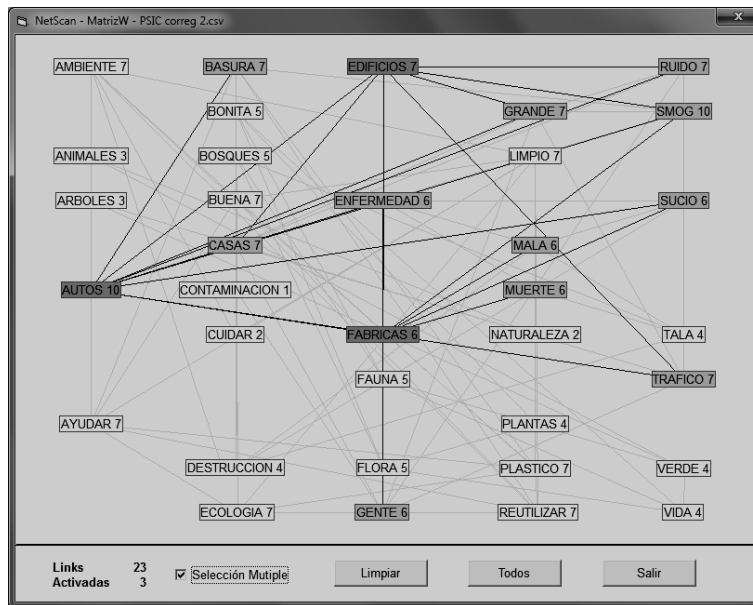 NetScan - MatrizW - PSIC correg 2.csv
AMBIENTE 7 BASURA 7 EDIFICIOS 7 RUIDO 7
BONITA 5 GRANDE 7 SMOG 10
ANIMALES 3 BOSQUES 5 LIMPIO 7
ARBOLES 3 BUENA 7 ENFERMEDAD 6 SUCIO 6
CASAS 7 MALA 6
AUTOS 10 CONTAMINACION 1 MUERTE 6
CUIDAR 2 FABRICAS 6 NATURALEZA 2 TALA 4
FAUNA 5 TRAFICO 7
AYUDAR 7 PLANTAS 4
DESTRUCCION 4 FLORA 5 PLASTICO 7 VERDE 4
ECOLOGIA 7 GENTE 6 REUTILIZAR 7 VIDA 4
Links 23
Activadas 3
Selección Mutiple
Limpiar
Todos
Salir